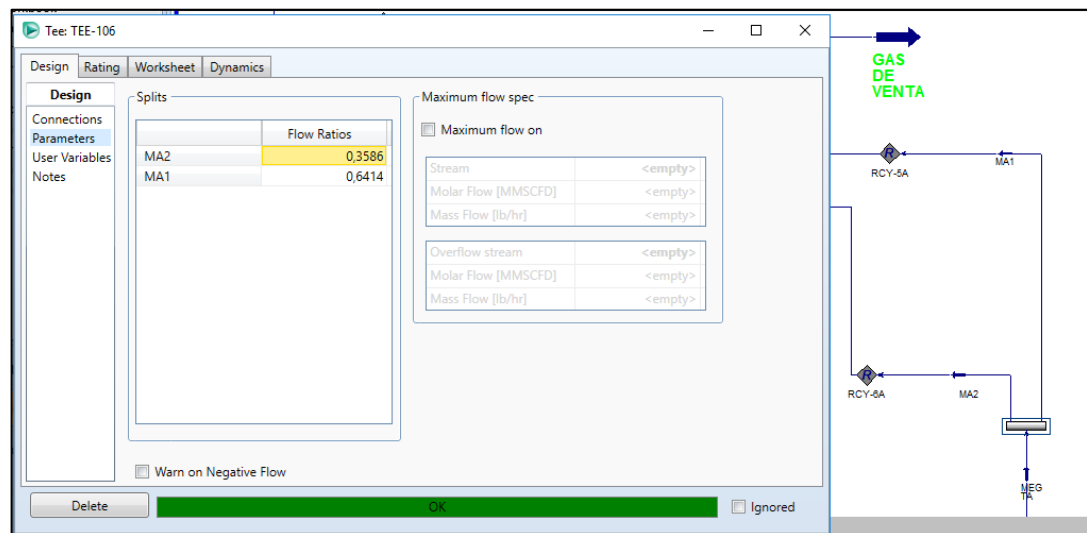 Tee: TEE-106
Design Rating Worksheet Dynamics
Design
Connections
Parameters
User Variables
Notes
Splits
Flow Ratios
MA2 0,3586
MA1 0,6414
Warn on Negative Flow
Maximum flow spec
Maximum flow on
Stream <empty>
Molar Flow [MMSCFD] <empty>
Mass Flow [lb/hr] <empty>
Overflow stream <empty>
Molar Flow [MMSCFD] <empty>
Mass Flow [lb/hr] <empty>
Delete OK Ignored
GAS
DE
VENTA
R
RCY-5A
MA1
R
RCY-6A
MA2
MEG
TA